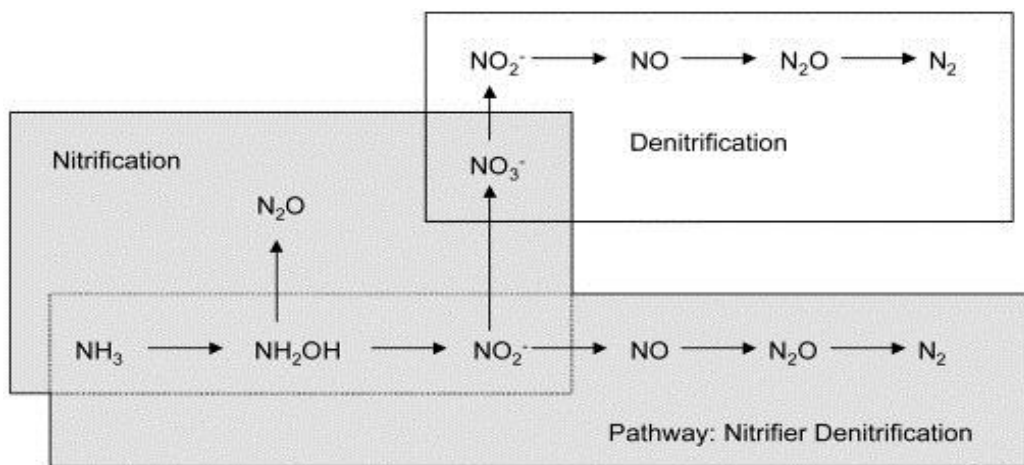 NO₂⁻ NO N₂O N₂
Denitrification
Nitrification
NO₃⁻
N₂O
NH₃ NH₂OH NO₂⁻ NO N₂O N₂
Pathway: Nitrifier Denitrification